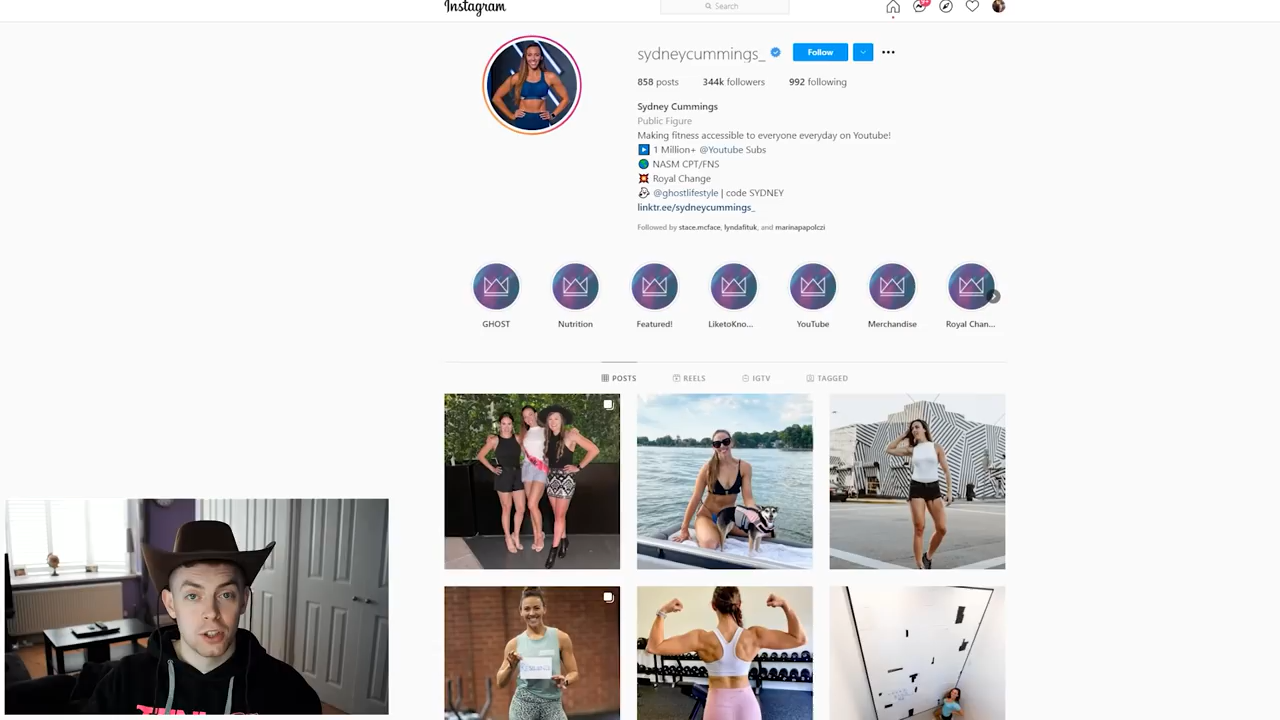 Instagram
Search
sydneycummings_
Follow
858 posts 344k followers 992 following
Sydney Cummings
Public Figure
Making fitness accessible to everyone everyday on Youtube!
1 Million+ @Youtube Subs
NASM CPT/FNS
Royal Change
@ghostlifestyle | code SYDNEY
linktr.ee/sydneycummings_
Followed by stace.mcface, lyndafituk, and marinapapolczi
GHOST Nutrition Featured! LiketoKno... YouTube Merchandise Royal Chan...
POSTS REELS IGTV TAGGED